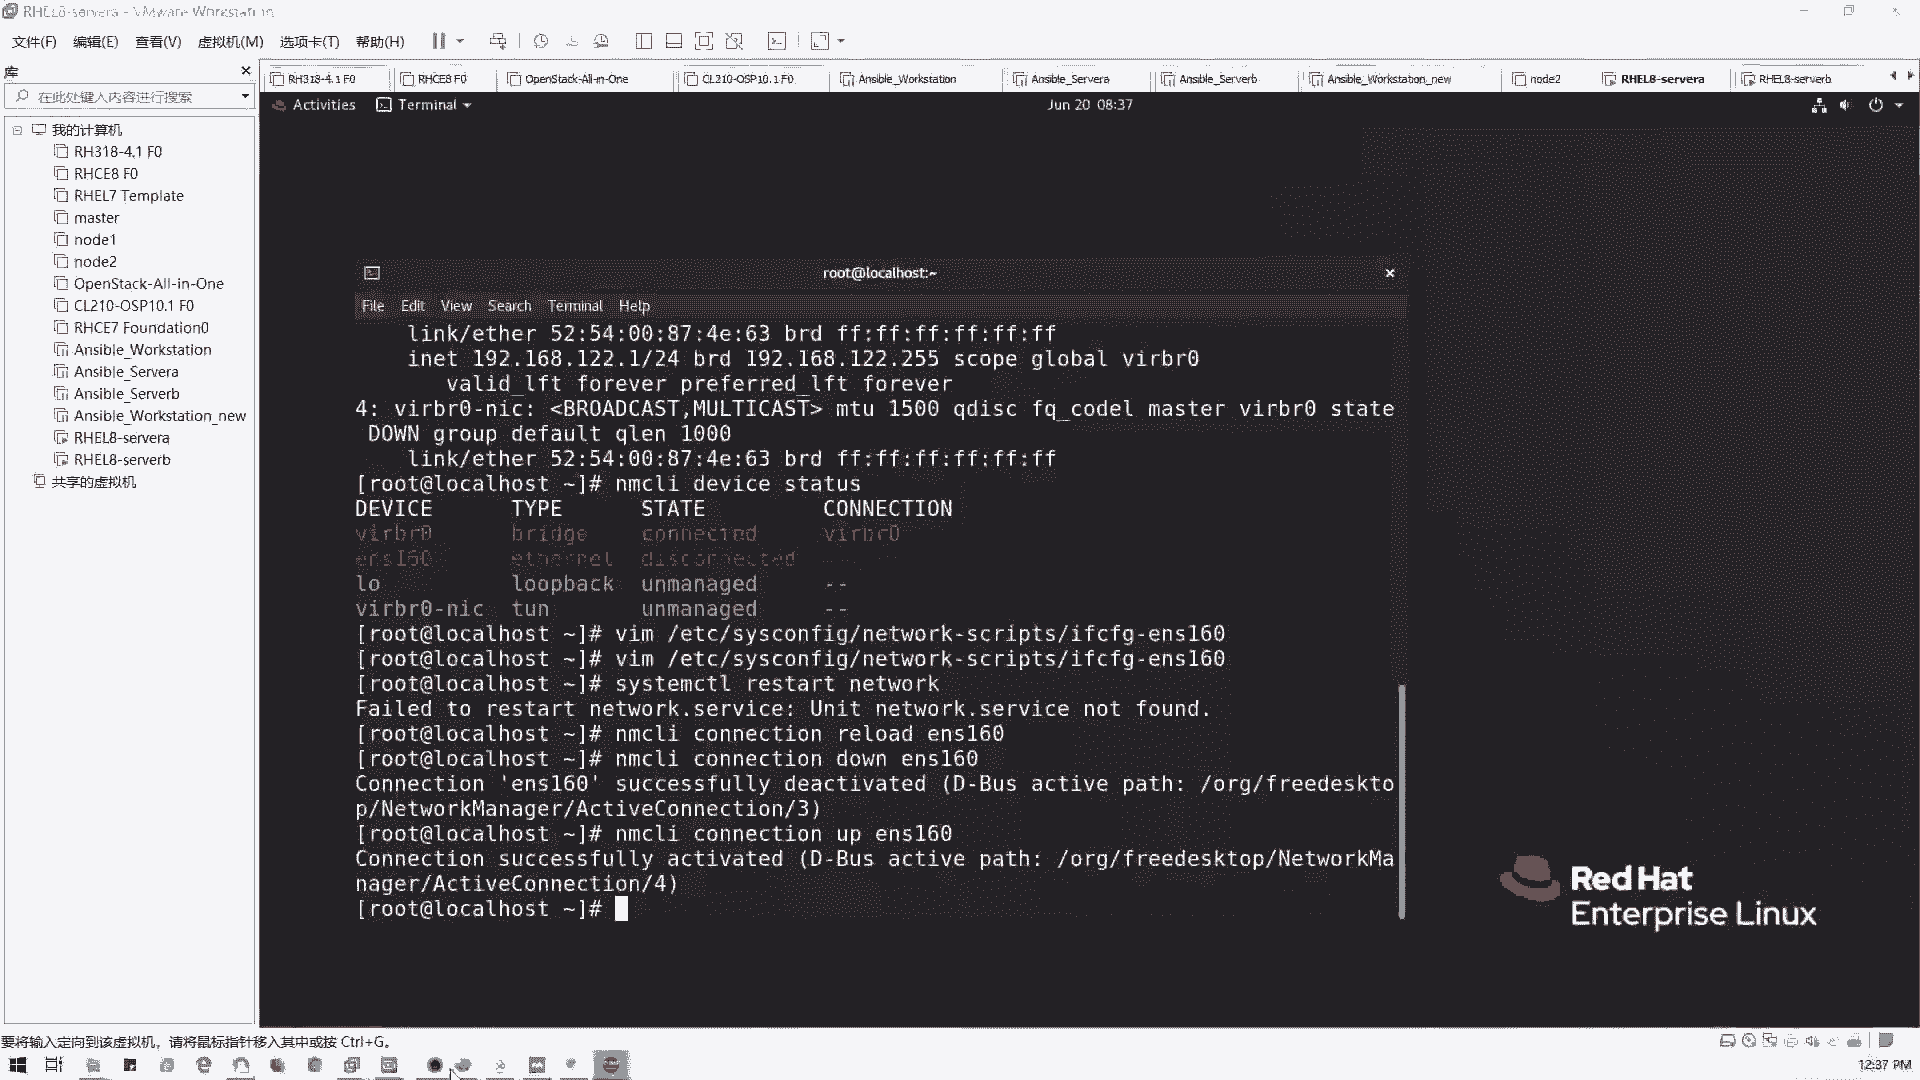 RHEL8-servera - VMware Workstation
文件(F) 编辑(E) 查看(V) 虚拟机(M) 选项卡(T) 帮助(H)
库
在此处键入内容进行搜索
我的计算机
RH318-4.1 F0
RHCE8 F0
RHEL7 Template
master
node1
node2
OpenStack-All-in-One
CL210-OSP10.1 F0
RHCE7 Foundation0
Ansible_Workstation
Ansible_Servera
Ansible_Serverb
Ansible_Workstation_new
RHEL8-servera
RHEL8-serverb
共享的虚拟机
RH318-4.1 F0 RHCE8 F0 OpenStack-All-in-One CL210-OSP10.1 F0 Ansible_Workstation Ansible_Servera Ansible_Serverb Ansible_Workstation_new node2 RHEL8-servera RHEL8-serverb
Activities Terminal Jun 20 08:37
root@localhost:~
File Edit View Search Terminal Help
link/ether 52:54:00:87:4e:63 brd ff:ff:ff:ff:ff:ff
inet 192.168.122.1/24 brd 192.168.122.255 scope global virbr0
valid_lft forever preferred_lft forever
4: virbr0-nic: <BROADCAST,MULTICAST> mtu 1500 qdisc fq_codel master virbr0 state
DOWN group default qlen 1000
link/ether 52:54:00:87:4e:63 brd ff:ff:ff:ff:ff:ff
[root@localhost ~]# nmcli device status
DEVICE TYPE STATE CONNECTION
virbr0 bridge connected virbr0
ens160 ethernet disconnected --
lo loopback unmanaged --
virbr0-nic tun unmanaged --
[root@localhost ~]# vim /etc/sysconfig/network-scripts/ifcfg-ens160
[root@localhost ~]# vim /etc/sysconfig/network-scripts/ifcfg-ens160
[root@localhost ~]# systemctl restart network
Failed to restart network.service: Unit network.service not found.
[root@localhost ~]# nmcli connection reload ens160
[root@localhost ~]# nmcli connection down ens160
Connection 'ens160' successfully deactivated (D-Bus active path: /org/freedeskto
p/NetworkManager/ActiveConnection/3)
[root@localhost ~]# nmcli connection up ens160
Connection successfully activated (D-Bus active path: /org/freedesktop/NetworkMa
nager/ActiveConnection/4)
[root@localhost ~]#
Red Hat
Enterprise Linux
要将输入定向到该虚拟机，请将鼠标指针移入其中或按 Ctrl+G。
12:37 PM